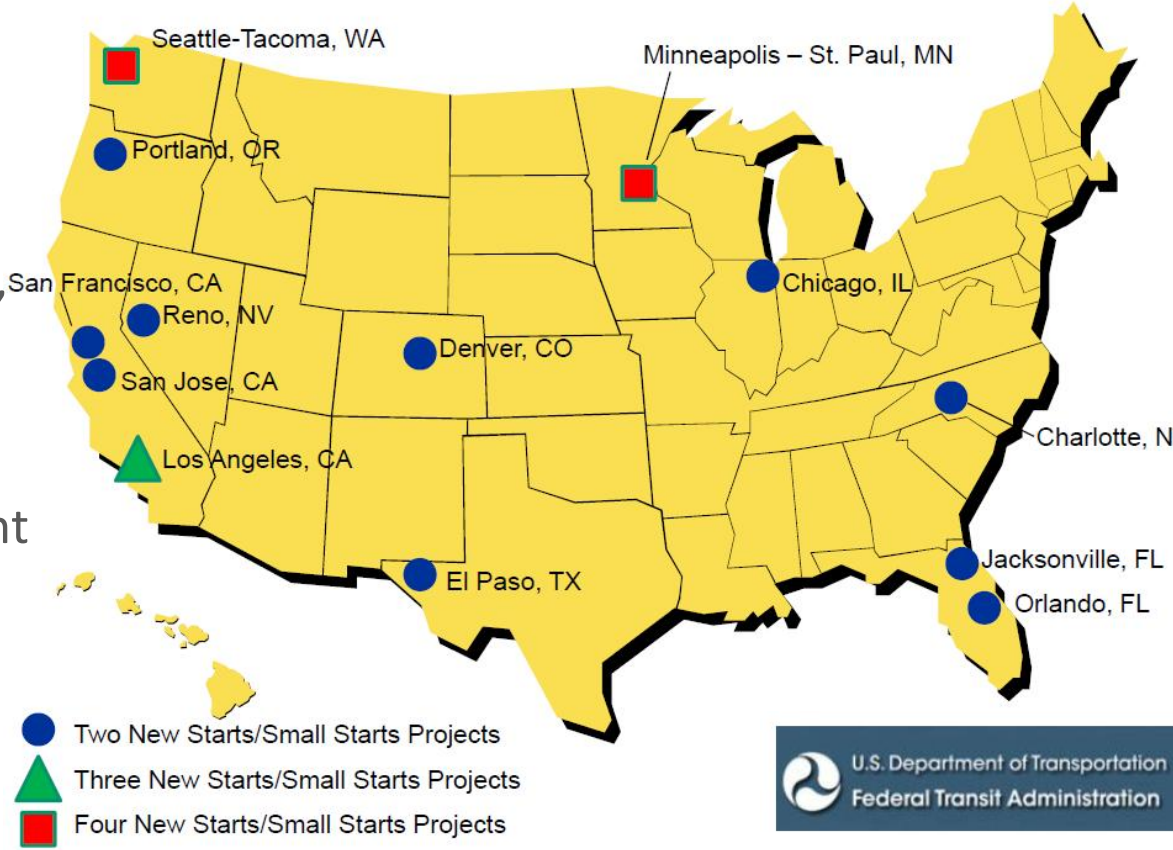 Seattle-Tacoma, WA
Minneapolis – St. Paul, MN
Portland, OR
,
San Francisco, CA
Reno, NV
Chicago, IL
Denver, CO
San Jose, CA
Charlotte, N
Los Angeles, CA
nt
Jacksonville, FL
El Paso, TX
Orlando, FL
Two New Starts/Small Starts Projects
Three New Starts/Small Starts Projects
Four New Starts/Small Starts Projects
U.S. Department of Transportation
Federal Transit Administration